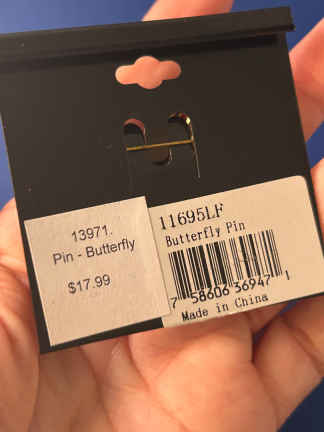 13971.
Pin - Butterfly
$17.99
11695LF
Butterfly Pin
7 58606 36947 1
Made in China